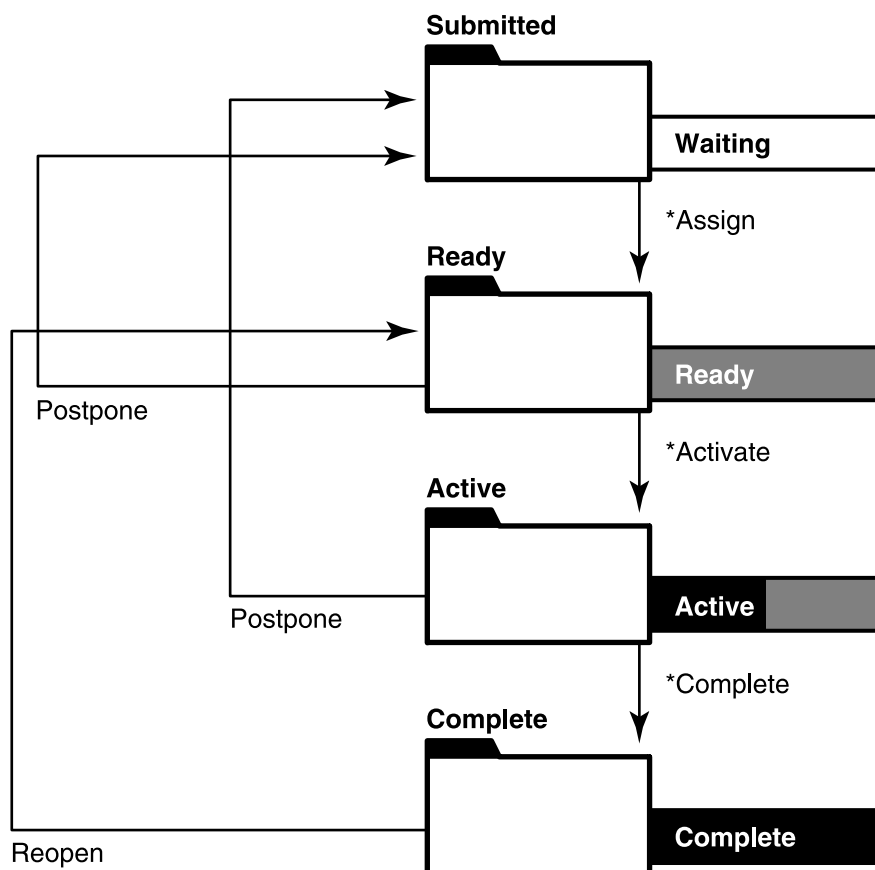 Submitted
Waiting
*Assign
Ready
Ready
Postpone
*Activate
Active
Active
Postpone
*Complete
Complete
Complete
Reopen